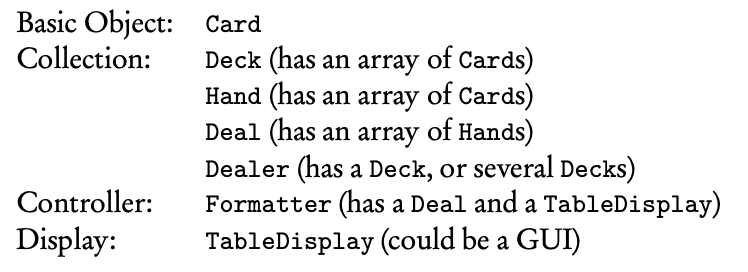 Basic Object: Card
Collection: Deck (has an array of Cards)
Hand (has an array of Cards)
Deal (has an array of Hands)
Dealer (has a Deck, or several Decks)
Controller: Formatter (has a Deal and a TableDisplay)
Display: TableDisplay (could be a GUI)